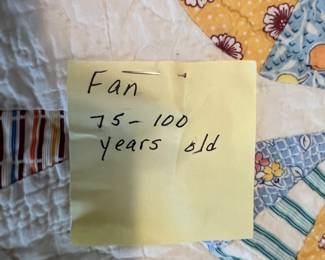 Fan
75-100
years old